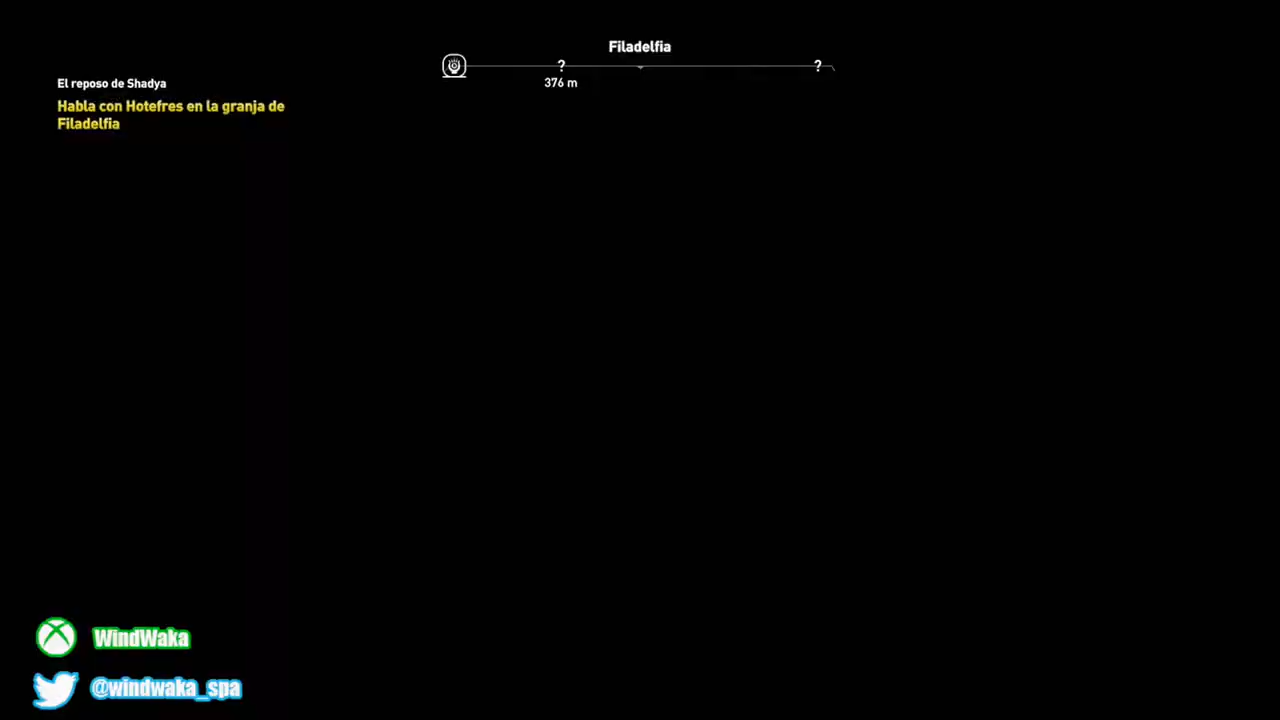 Filadelfia
? ?
376 m
El reposo de Shadya
Habla con Hotefres en la granja de
Filadelfia
WindWaka
@windwaka_spa